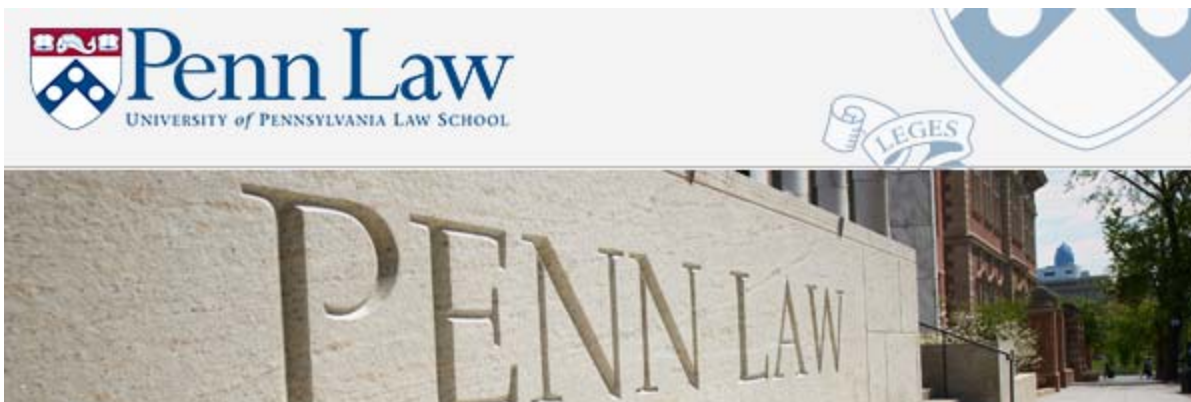 Penn Law
UNIVERSITY of PENNSYLVANIA LAW SCHOOL
LEGES
PENN LAW